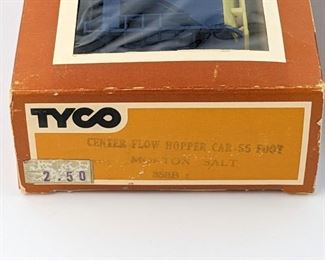 TYCO
CENTER FLOW HOPPER CAR-55 FOOT
MORTON SALT
2.50